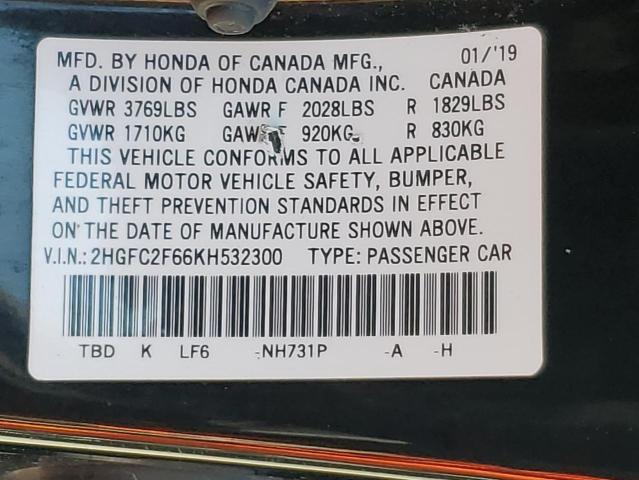 MFD. BY HONDA OF CANADA MFG., 01/'19
A DIVISION OF HONDA CANADA INC. CANADA
GVWR 3769LBS GAWR F 2028LBS R 1829LBS
GVWR 1710KG 920KG R 830KG
THIS VEHICLE CONFORMS TO ALL APPLICABLE
FEDERAL MOTOR VEHICLE SAFETY, BUMPER,
AND THEFT PREVENTION STANDARDS IN EFFECT
ON THE DATE OF MANUFACTURE SHOWN ABOVE.
V.I.N.: 2HGFC2F66KH532300 TYPE: PASSENGER CAR
TBD K LF6 -NH731P -A -H